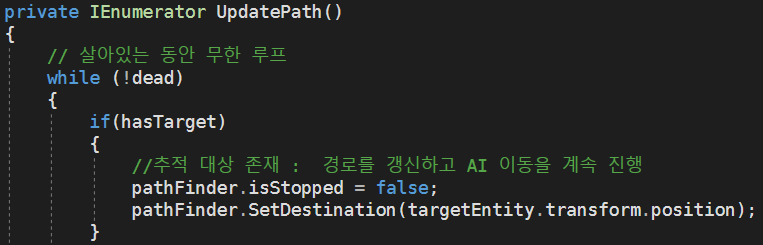 private IEnumerator UpdatePath()
{
// 살아있는 동안 무한 루프
while (!dead)
{
if(hasTarget)
{
//추적 대상 존재 :  경로를 갱신하고 AI 이동을 계속 진행
pathFinder.isStopped = false;
pathFinder.SetDestination(targetEntity.transform.position);
}